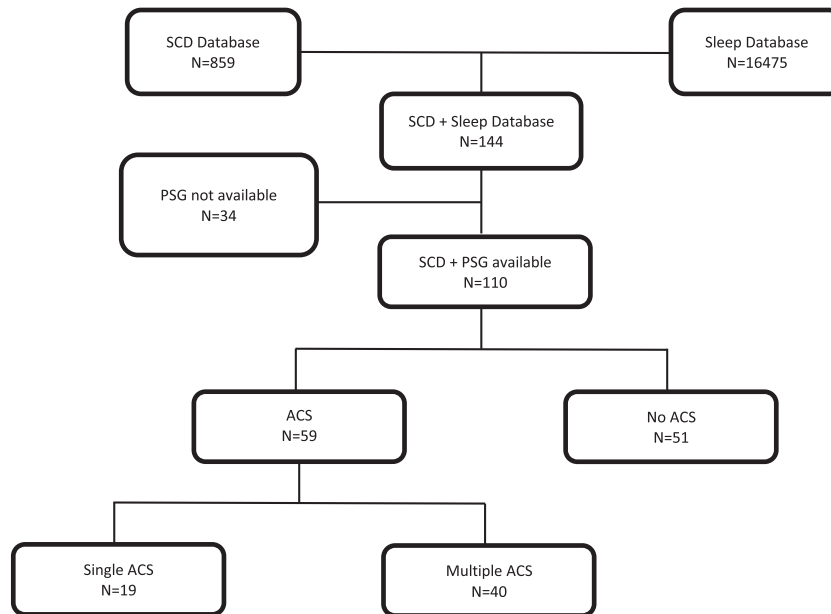 SCD Database
N=859
Sleep Database
N=16475
SCD + Sleep Database
N=144
PSG not available
N=34
SCD + PSG available
N=110
ACS
N=59
No ACS
N=51
Single ACS
N=19
Multiple ACS
N=40